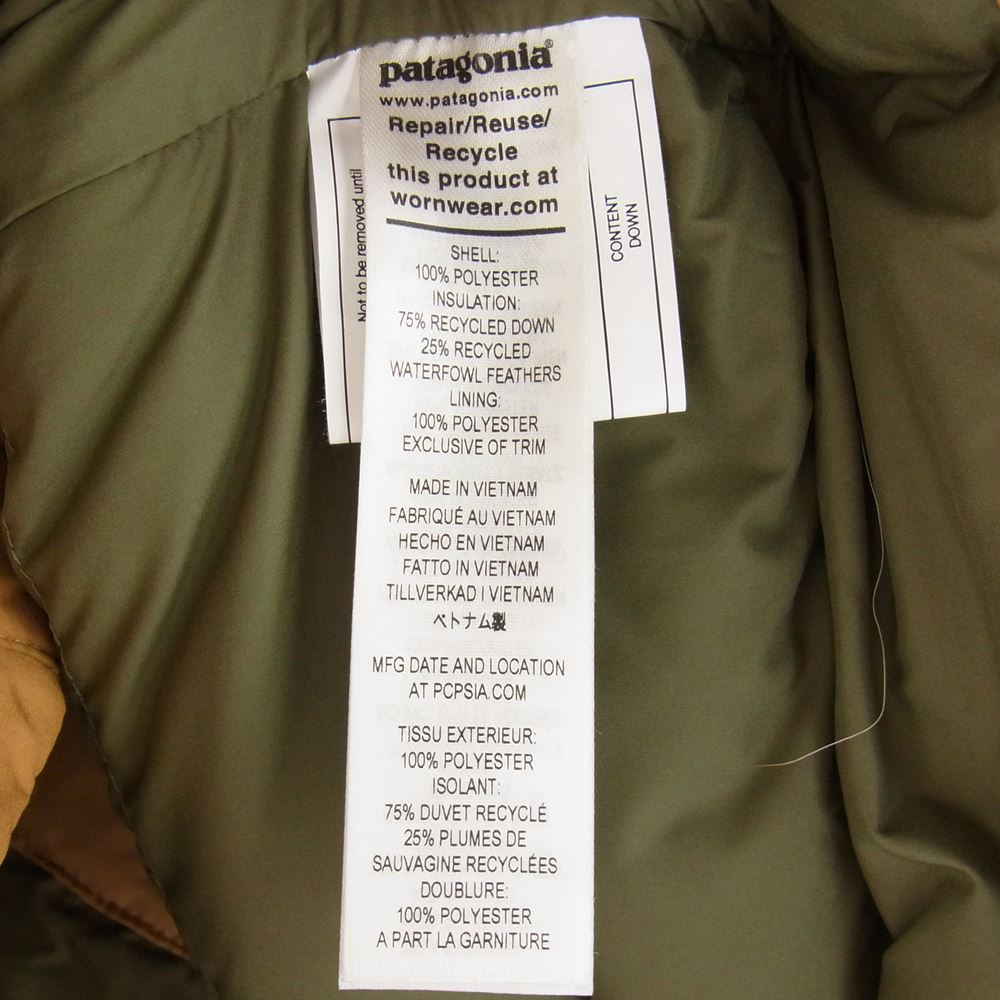 patagonia®
www.patagonia.com
Repair/Reuse/
Recycle
this product at
wornwear.com
SHELL:
100% POLYESTER
INSULATION:
75% RECYCLED DOWN
25% RECYCLED
WATERFOWL FEATHERS
LINING:
100% POLYESTER
EXCLUSIVE OF TRIM
MADE IN VIETNAM
FABRIQUÉ AU VIETNAM
HECHO EN VIETNAM
FATTO IN VIETNAM
TILLVERKAD I VIETNAM
ベトナム製
MFG DATE AND LOCATION
AT PCPSIA.COM
TISSU EXTERIEUR:
100% POLYESTER
ISOLANT:
75% DUVET RECYCLÉ
25% PLUMES DE
SAUVAGINE RECYCLÉES
DOUBLURE:
100% POLYESTER
A PART LA GARNITURE
Not to be removed until
CONTENT
DOWN